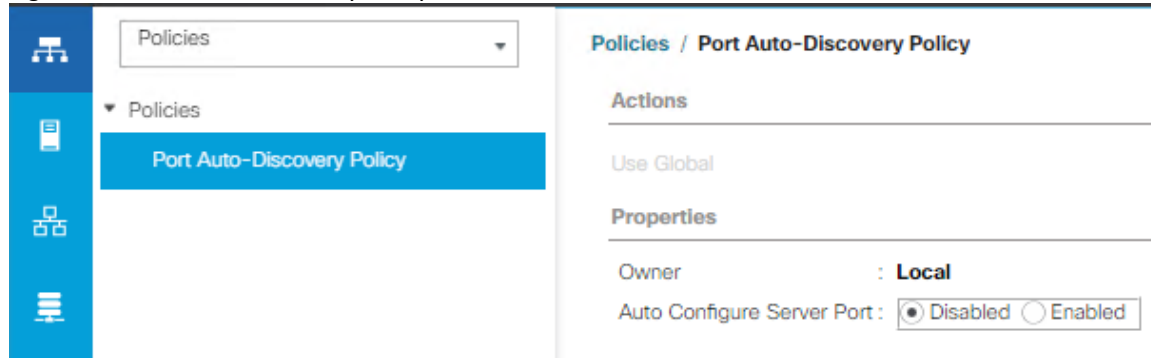 Policies
Policies
Port Auto-Discovery Policy
Policies / Port Auto-Discovery Policy
Actions
Use Global
Properties
Owner : Local
Auto Configure Server Port : Disabled Enabled